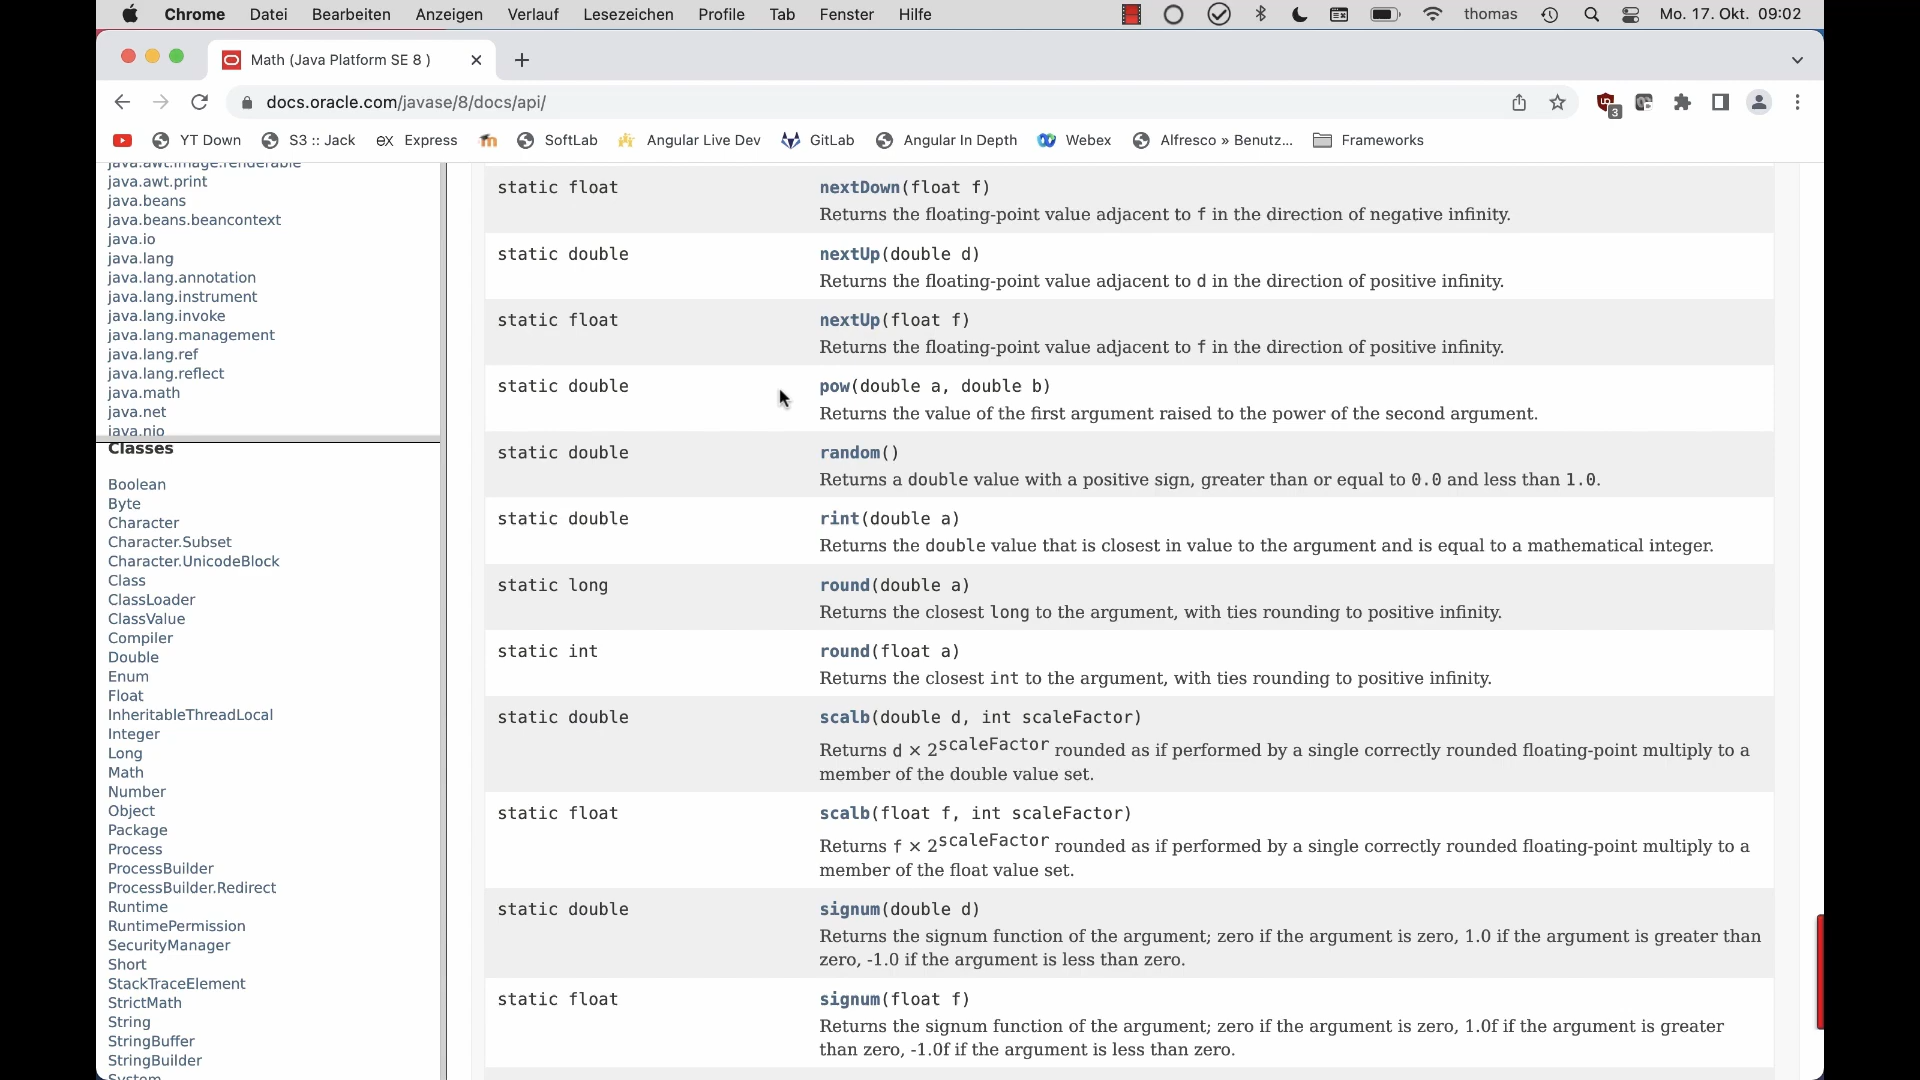 Chrome Datei Bearbeiten Anzeigen Verlauf Lesezeichen Profile Tab Fenster Hilfe thomas Mo. 17. Okt. 09:02
Math (Java Platform SE 8 )
docs.oracle.com/javase/8/docs/api/
3
YT Down S3 :: Jack ex Express SoftLab Angular Live Dev GitLab Angular In Depth Webex Alfresco » Benutz... Frameworks
java.awt.image.renderable
java.awt.print
java.beans
java.beans.beancontext
java.io
java.lang
java.lang.annotation
java.lang.instrument
java.lang.invoke
java.lang.management
java.lang.ref
java.lang.reflect
java.math
java.net
java.nio
Classes
Boolean
Byte
Character
Character.Subset
Character.UnicodeBlock
Class
ClassLoader
ClassValue
Compiler
Double
Enum
Float
InheritableThreadLocal
Integer
Long
Math
Number
Object
Package
Process
ProcessBuilder
ProcessBuilder.Redirect
Runtime
RuntimePermission
SecurityManager
Short
StackTraceElement
StrictMath
String
StringBuffer
StringBuilder
System
static float nextDown(float f)
Returns the floating-point value adjacent to f in the direction of negative infinity.
static double nextUp(double d)
Returns the floating-point value adjacent to d in the direction of positive infinity.
static float nextUp(float f)
Returns the floating-point value adjacent to f in the direction of positive infinity.
static double pow(double a, double b)
Returns the value of the first argument raised to the power of the second argument.
static double random()
Returns a double value with a positive sign, greater than or equal to 0.0 and less than 1.0.
static double rint(double a)
Returns the double value that is closest in value to the argument and is equal to a mathematical integer.
static long round(double a)
Returns the closest long to the argument, with ties rounding to positive infinity.
static int round(float a)
Returns the closest int to the argument, with ties rounding to positive infinity.
static double scalb(double d, int scaleFactor)
Returns d × 2scaleFactor rounded as if performed by a single correctly rounded floating-point multiply to a
member of the double value set.
static float scalb(float f, int scaleFactor)
Returns f × 2scaleFactor rounded as if performed by a single correctly rounded floating-point multiply to a
member of the float value set.
static double signum(double d)
Returns the signum function of the argument; zero if the argument is zero, 1.0 if the argument is greater than
zero, -1.0 if the argument is less than zero.
static float signum(float f)
Returns the signum function of the argument; zero if the argument is zero, 1.0f if the argument is greater
than zero, -1.0f if the argument is less than zero.